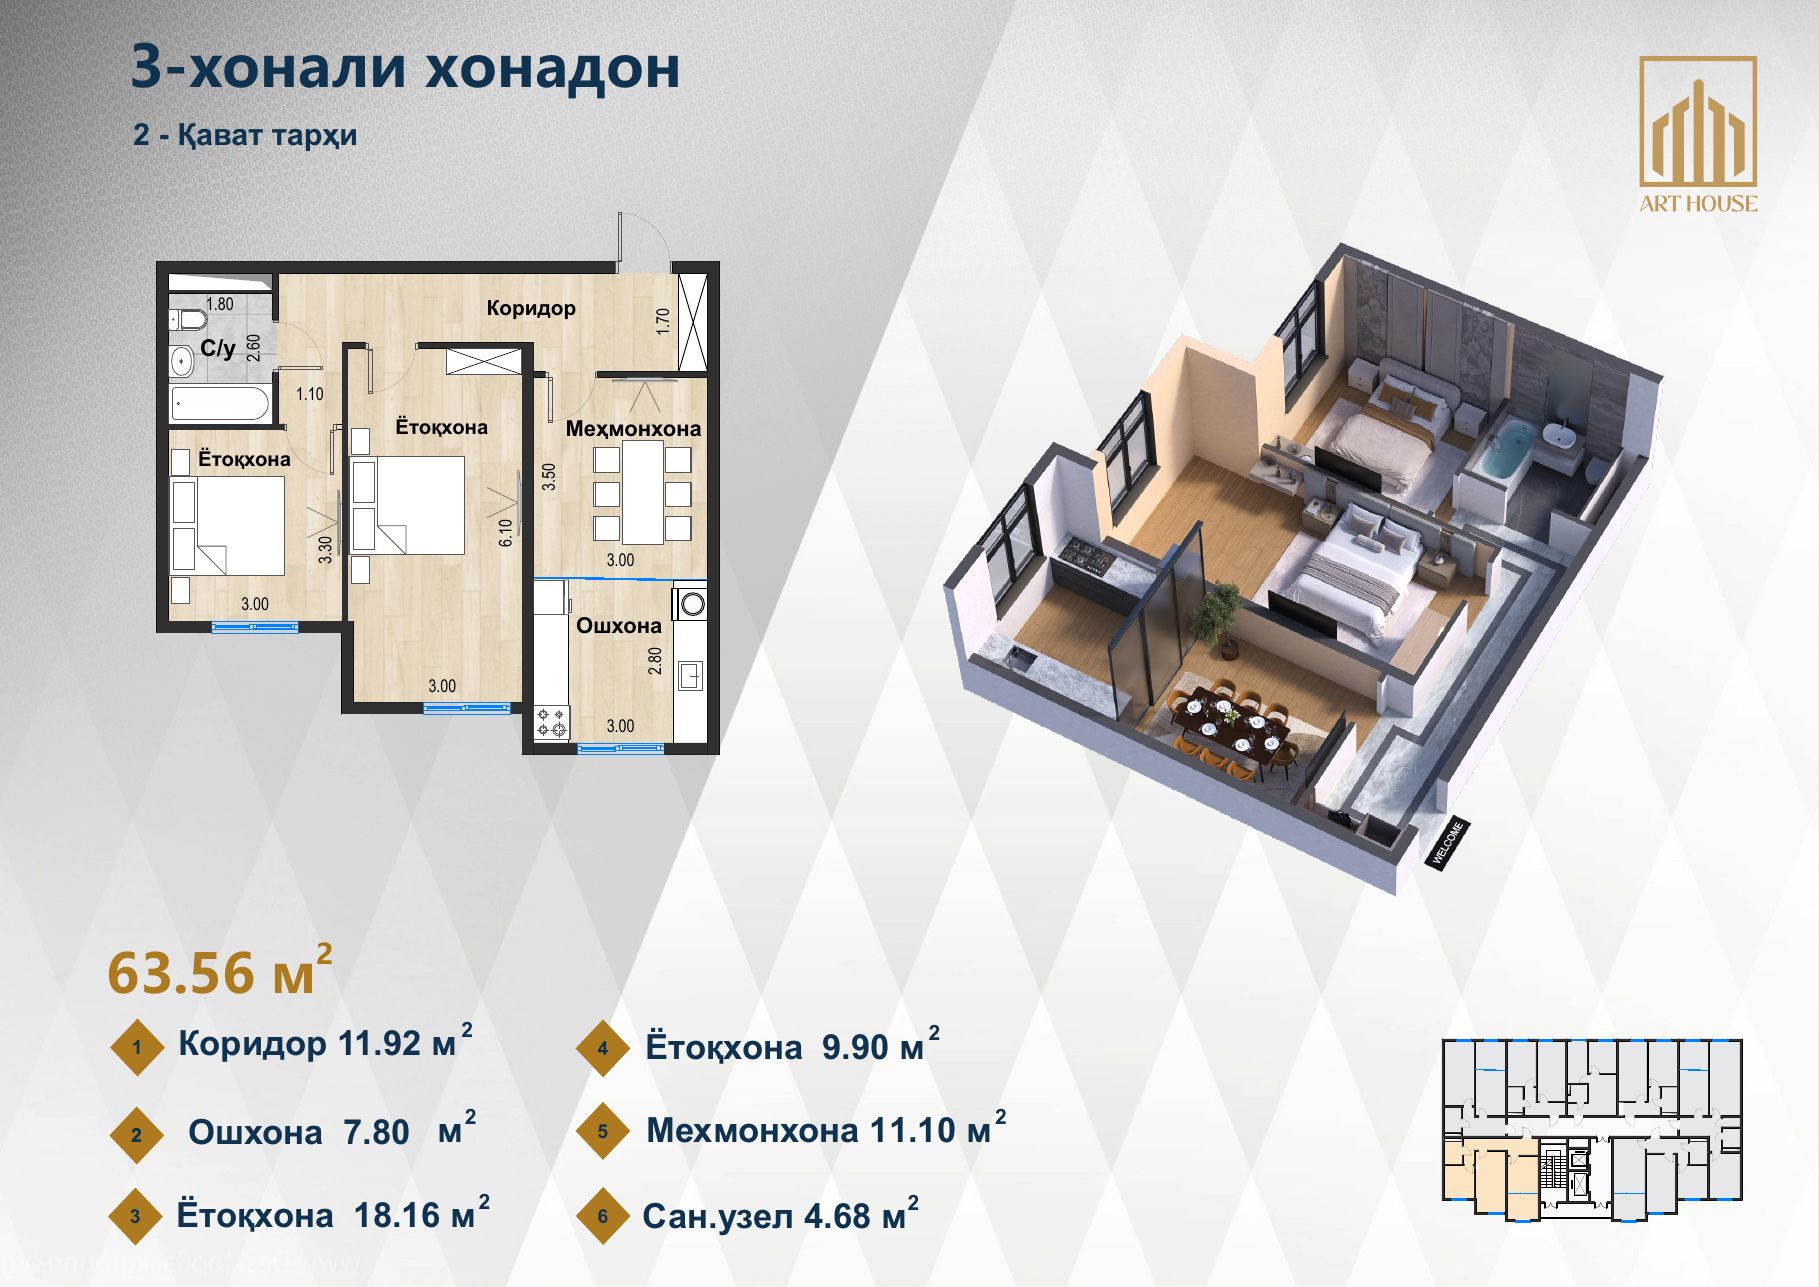 3-хонали хонадон
2 - Қават тарҳи
ART HOUSE
1.80
Коридор
1.70
С/у
2.60
1.10
Ётоқхона
Меҳмонхона
Ётоқхона
3.50
6.10
3.30
3.00
3.00
Ошхона
2.80
3.00
3.00
WELCOME
63.56 м²
1 Коридор 11.92 м²
2 Ошхона 7.80 м²
3 Ётоқхона 18.16 м²
4 Ётоқхона 9.90 м²
5 Мехмонхона 11.10 м²
6 Сан.узел 4.68 м²